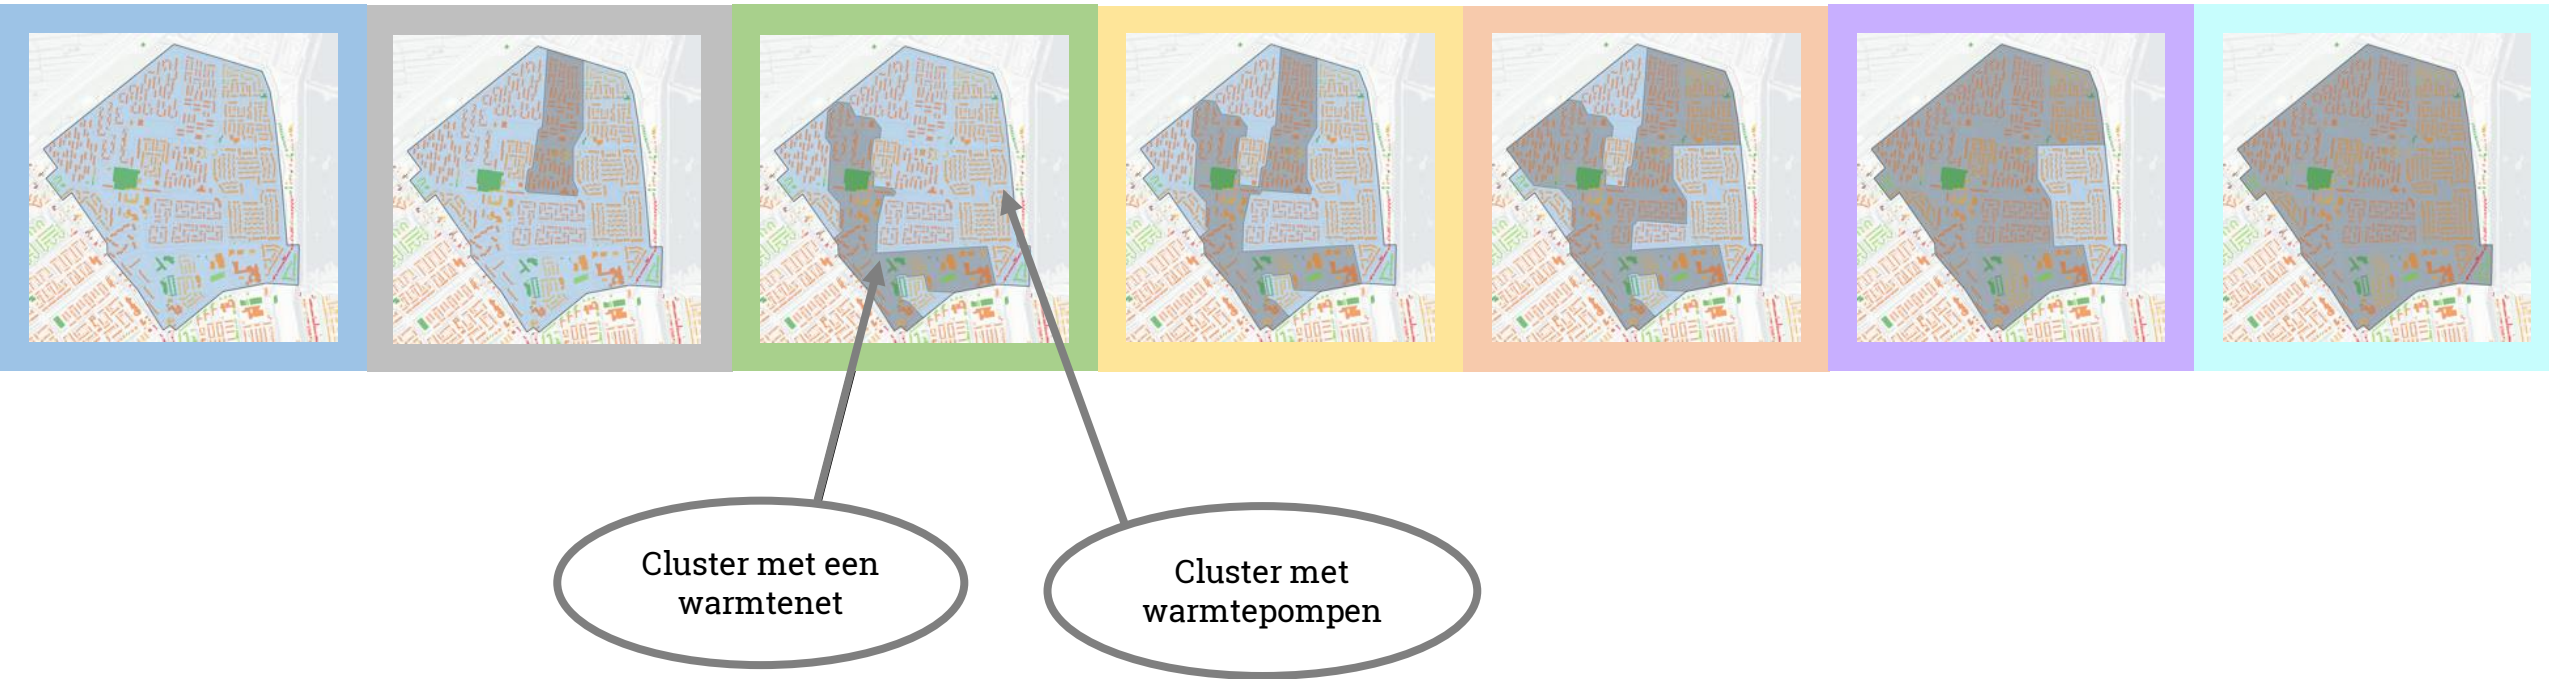 Cluster met een
warmtenet
Cluster met
warmtepompen